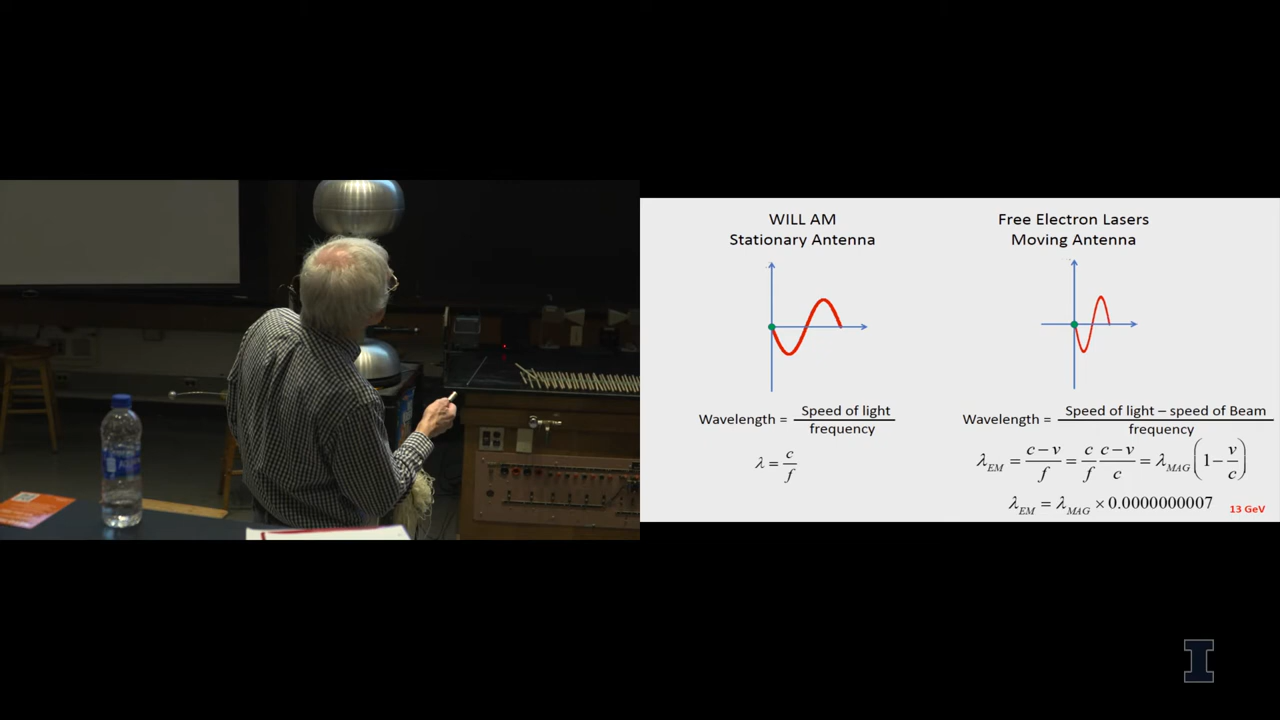 WILL AM
Stationary Antenna
Wavelength = Speed of light / frequency
λ = c / f
Free Electron Lasers
Moving Antenna
Wavelength = Speed of light – speed of Beam / frequency
λ_EM = c − v / f = c / f c − v / c = λ_MAG (1 − v / c)
λ_EM = λ_MAG × 0.0000000007
13 GeV